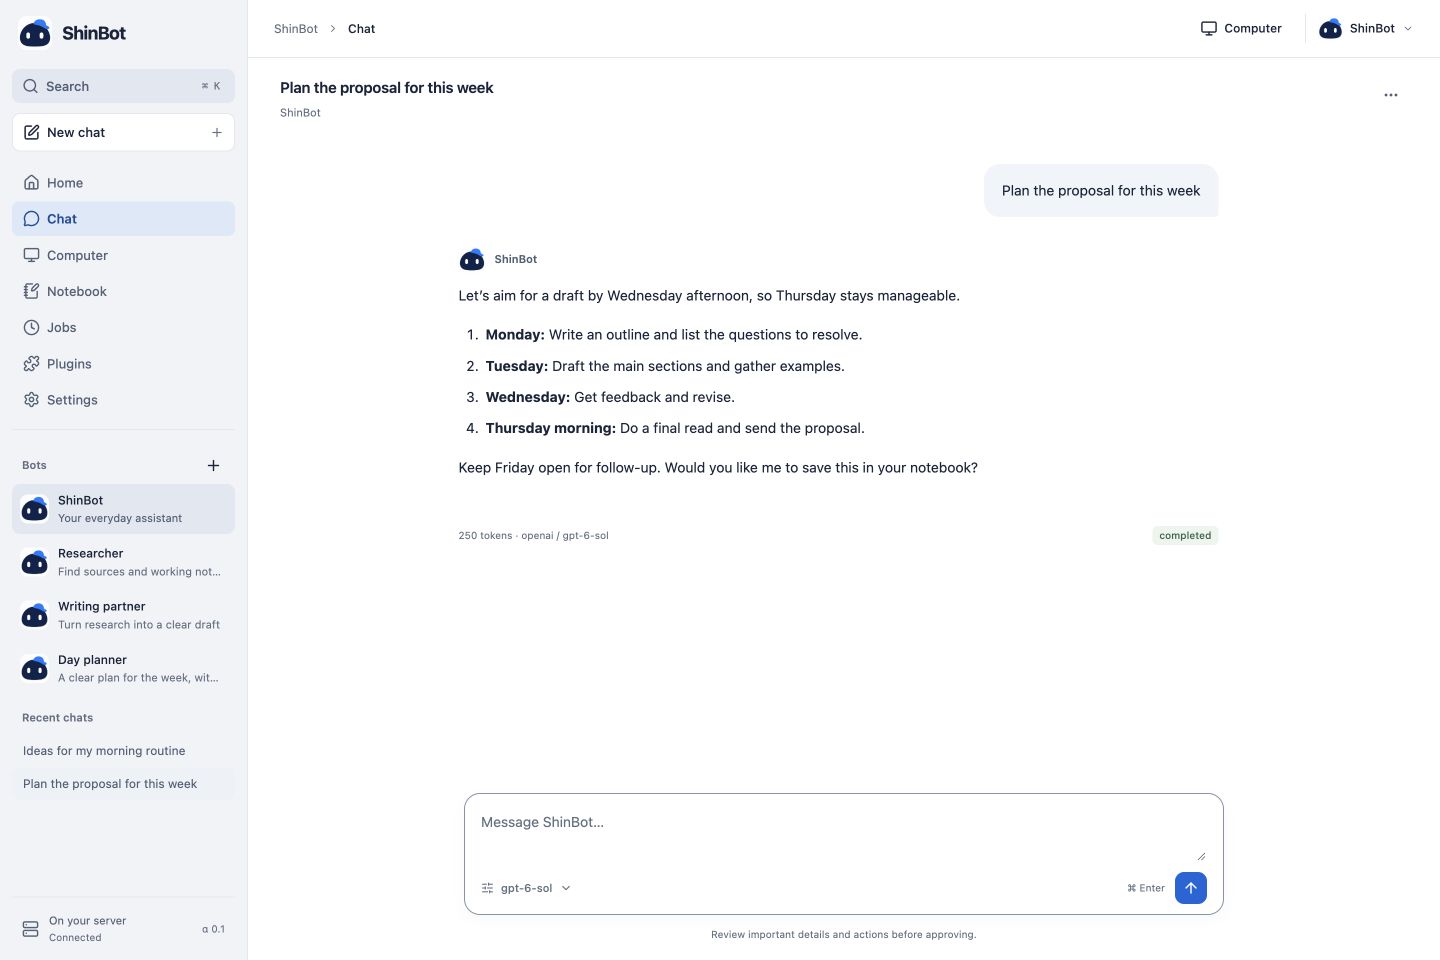 ShinBot
Search ⌘ K
New chat
Home
Chat
Computer
Notebook
Jobs
Plugins
Settings
Bots
ShinBot
Your everyday assistant
Researcher
Find sources and working not...
Writing partner
Turn research into a clear draft
Day planner
A clear plan for the week, wit...
Recent chats
Ideas for my morning routine
Plan the proposal for this week
On your server
Connected
α 0.1
ShinBot > Chat
Computer
ShinBot
Plan the proposal for this week
ShinBot
Plan the proposal for this week
ShinBot
Let’s aim for a draft by Wednesday afternoon, so Thursday stays manageable.
1. Monday: Write an outline and list the questions to resolve.
2. Tuesday: Draft the main sections and gather examples.
3. Wednesday: Get feedback and revise.
4. Thursday morning: Do a final read and send the proposal.
Keep Friday open for follow-up. Would you like me to save this in your notebook?
250 tokens · openai / gpt-6-sol
completed
Message ShinBot...
gpt-6-sol
⌘ Enter
Review important details and actions before approving.